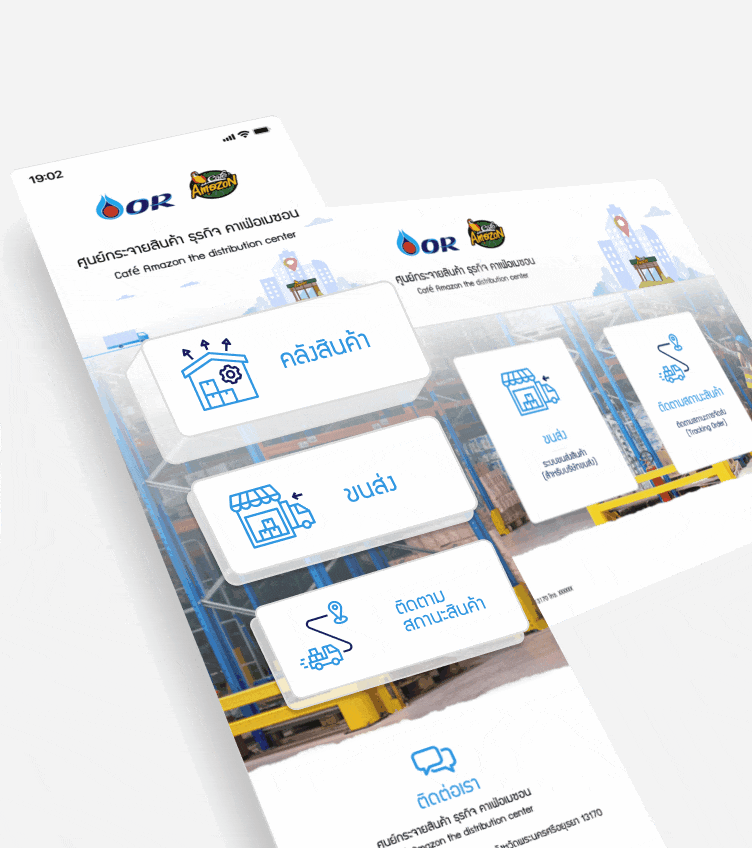 19:02
OR
Café
Amazon
ศูนย์กระจายสินค้า ธุรกิจ คาเฟ่อเมซอน
Café Amazon the distribution center
คลังสินค้า
ขนส่ง
ติดตาม
สถานะสินค้า
ติดต่อเรา
ศูนย์กระจายสินค้า ธุรกิจ คาเฟ่อเมซอน
Amazon the distribution center
จังหวัดพระนครศรีอยุธยา 13170
OR
Café
Amazon
ศูนย์กระจายสินค้า ธุรกิจ คาเฟ่อเมซอน
Café Amazon the distribution center
ขนส่ง
ระบบขนส่งสินค้า
(สำหรับบริษัทขนส่ง)
ติดตามสถานะสินค้า
ติดตามสถานะการจัดส่ง
(Tracking Order)
3170 โทร. xxxxxx